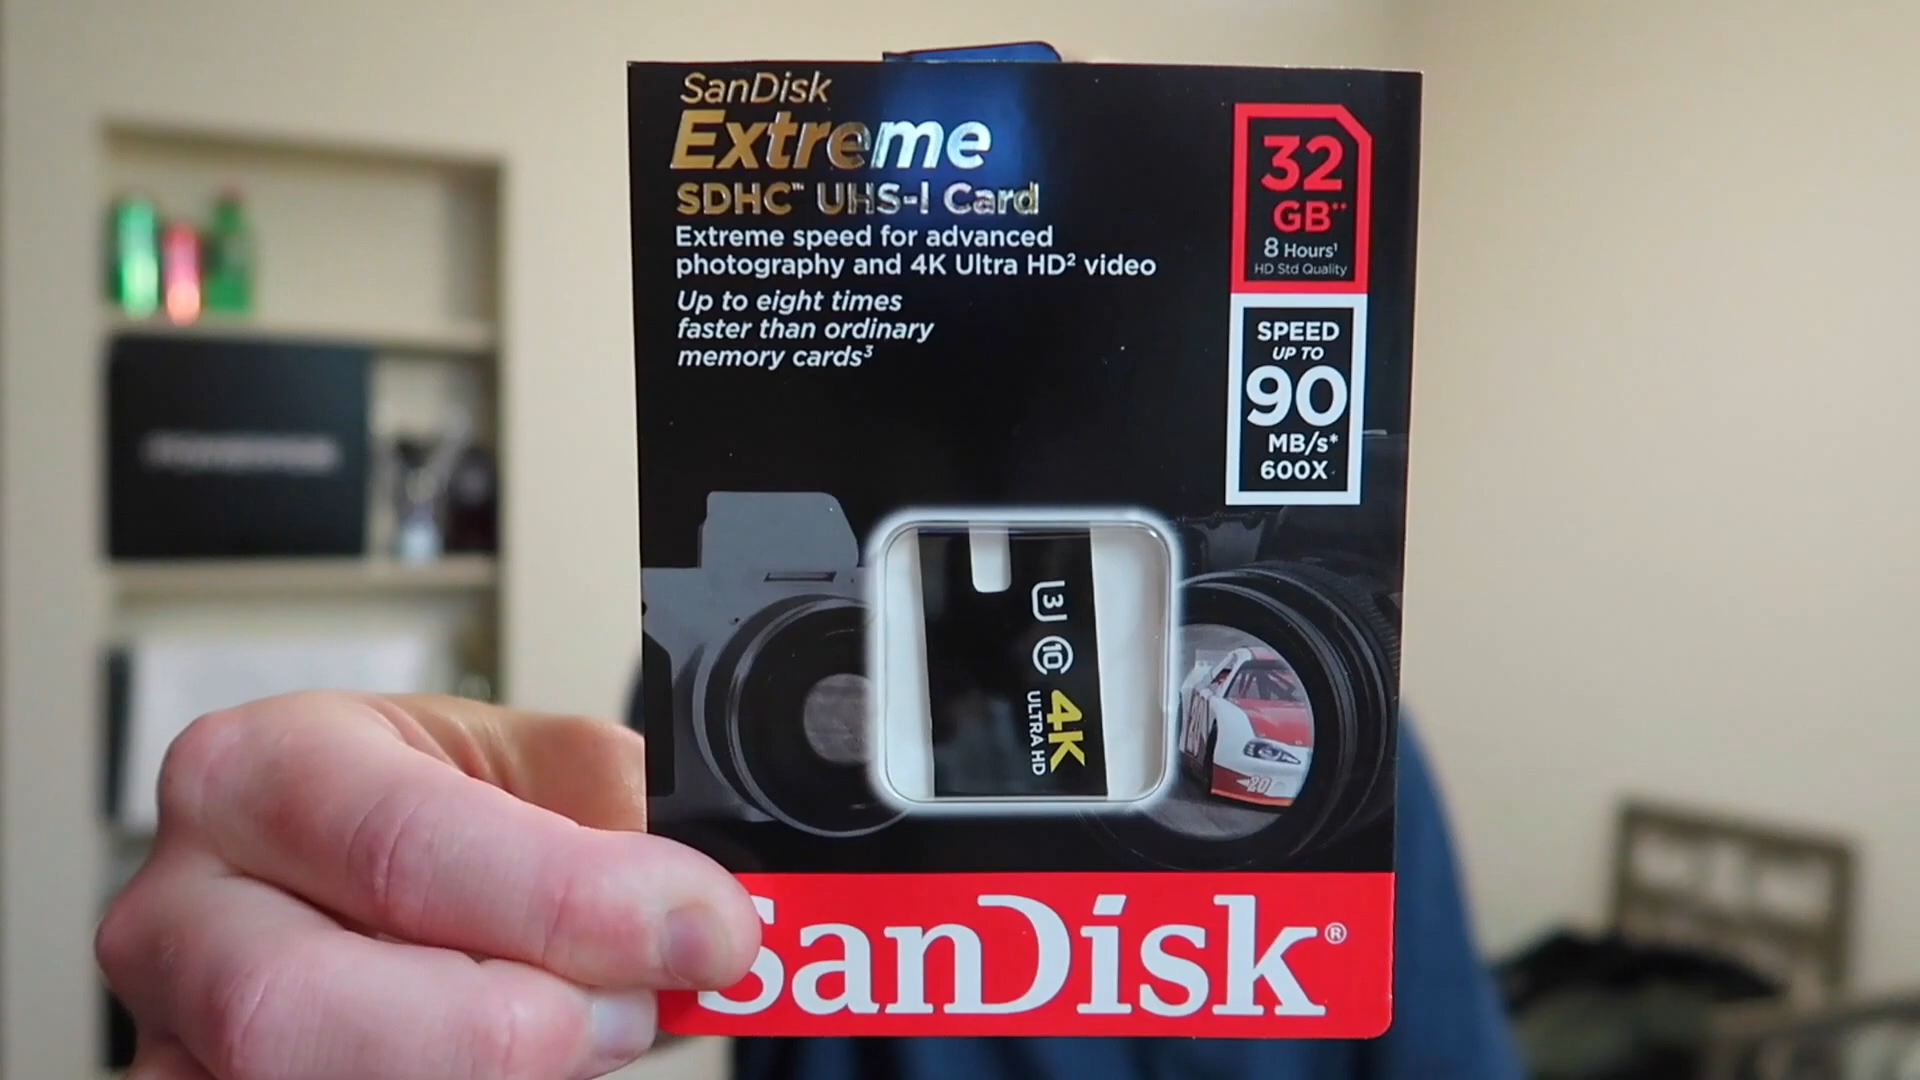 SanDisk
Extreme
SDHC™ UHS-I Card
Extreme speed for advanced
photography and 4K Ultra HD² video
Up to eight times
faster than ordinary
memory cards³
32
GB**
8 Hours¹
HD Std Quality
SPEED
UP TO
90
MB/s*
600X
3
10
4K
ULTRA HD
20
SanDisk®